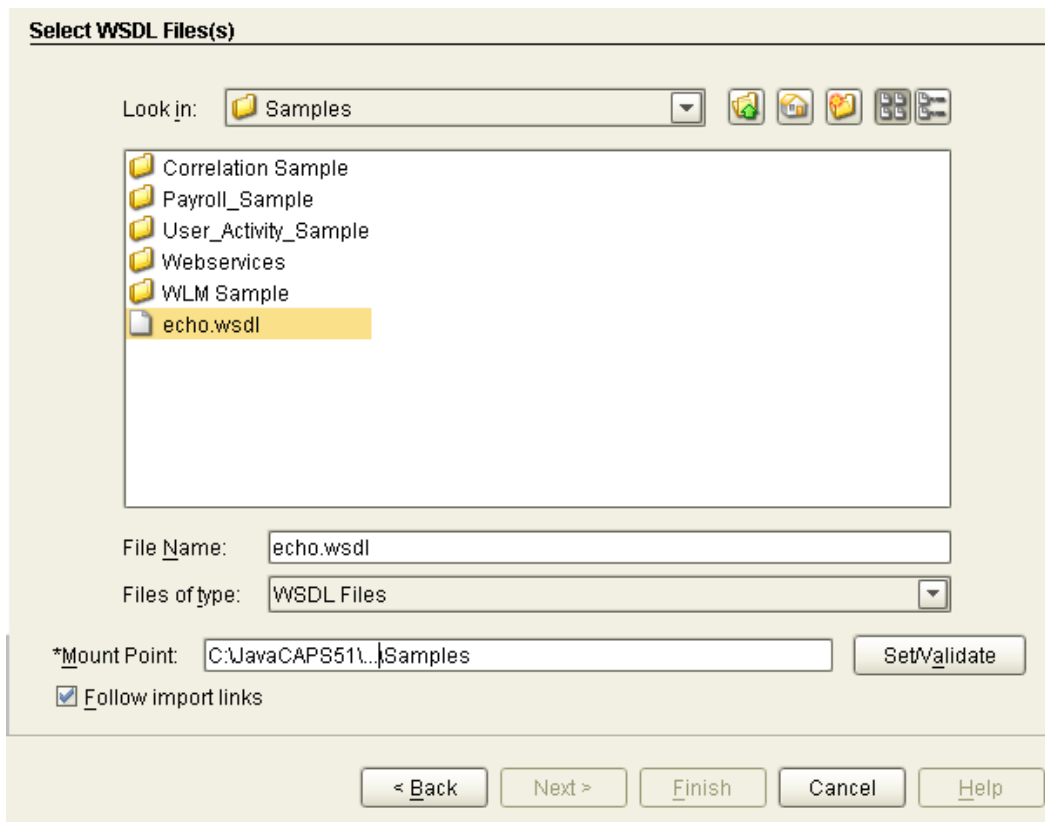 Select WSDL Files(s)
Look in: Samples
Correlation Sample
Payroll_Sample
User_Activity_Sample
Webservices
WLM Sample
echo.wsdl
File Name: echo.wsdl
Files of type: WSDL Files
*Mount Point: C:\JavaCAPS51\...\Samples Set/Validate
Follow import links
< Back Next > Finish Cancel Help